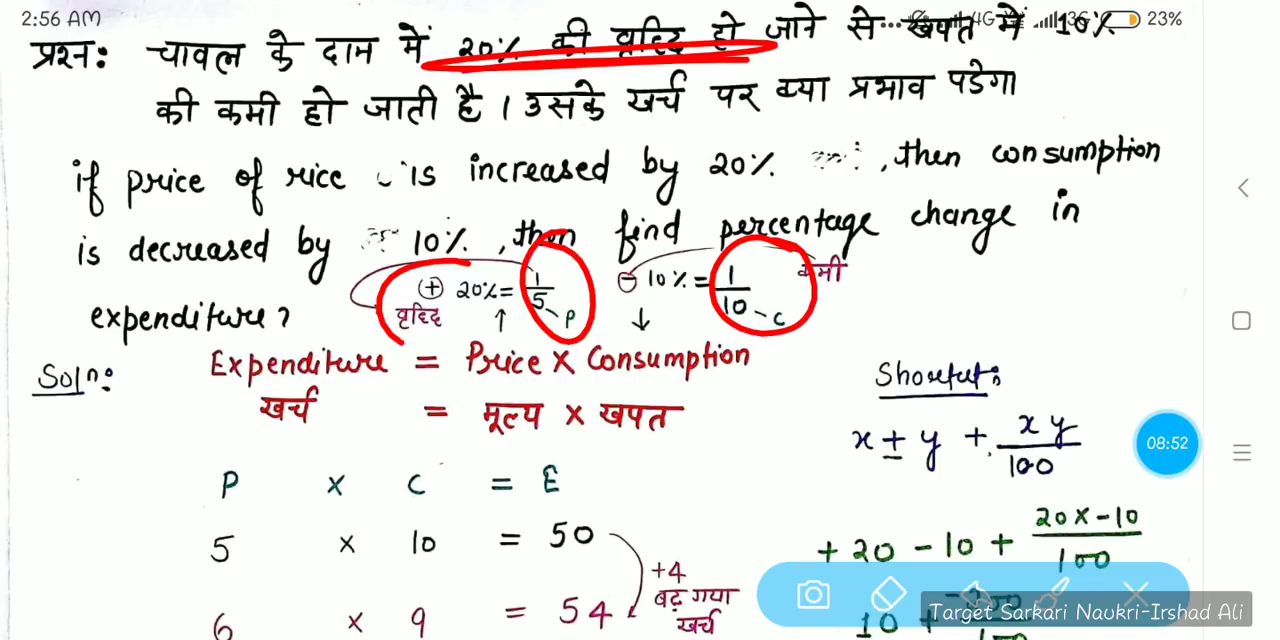 2:56 AM 4G 3G 23%
प्रश्न: चावल के दाम में 20% की वृद्धि हो जाने से खपत में 10%
की कमी हो जाती है। उसके खर्च पर क्या प्रभाव पडेगा
if price of rice is increased by 20% , then consumption
is decreased by 10% , then find percentage change in
expenditure?
+ 20% = 1/5 - P
वृद्धि ↑
- 10% = 1/10 - C
कमी ↓
Soln:
Expenditure = Price × Consumption
खर्च = मूल्य × खपत
P × C = E
5 × 10 = 50
6 × 9 = 54
+4
बढ़ गया
खर्च
Shortcut:
x ± y + xy/100
+ 20 - 10 + 20 × -10/100
10 +
08:52
Target Sarkari Naukri-Irshad Ali